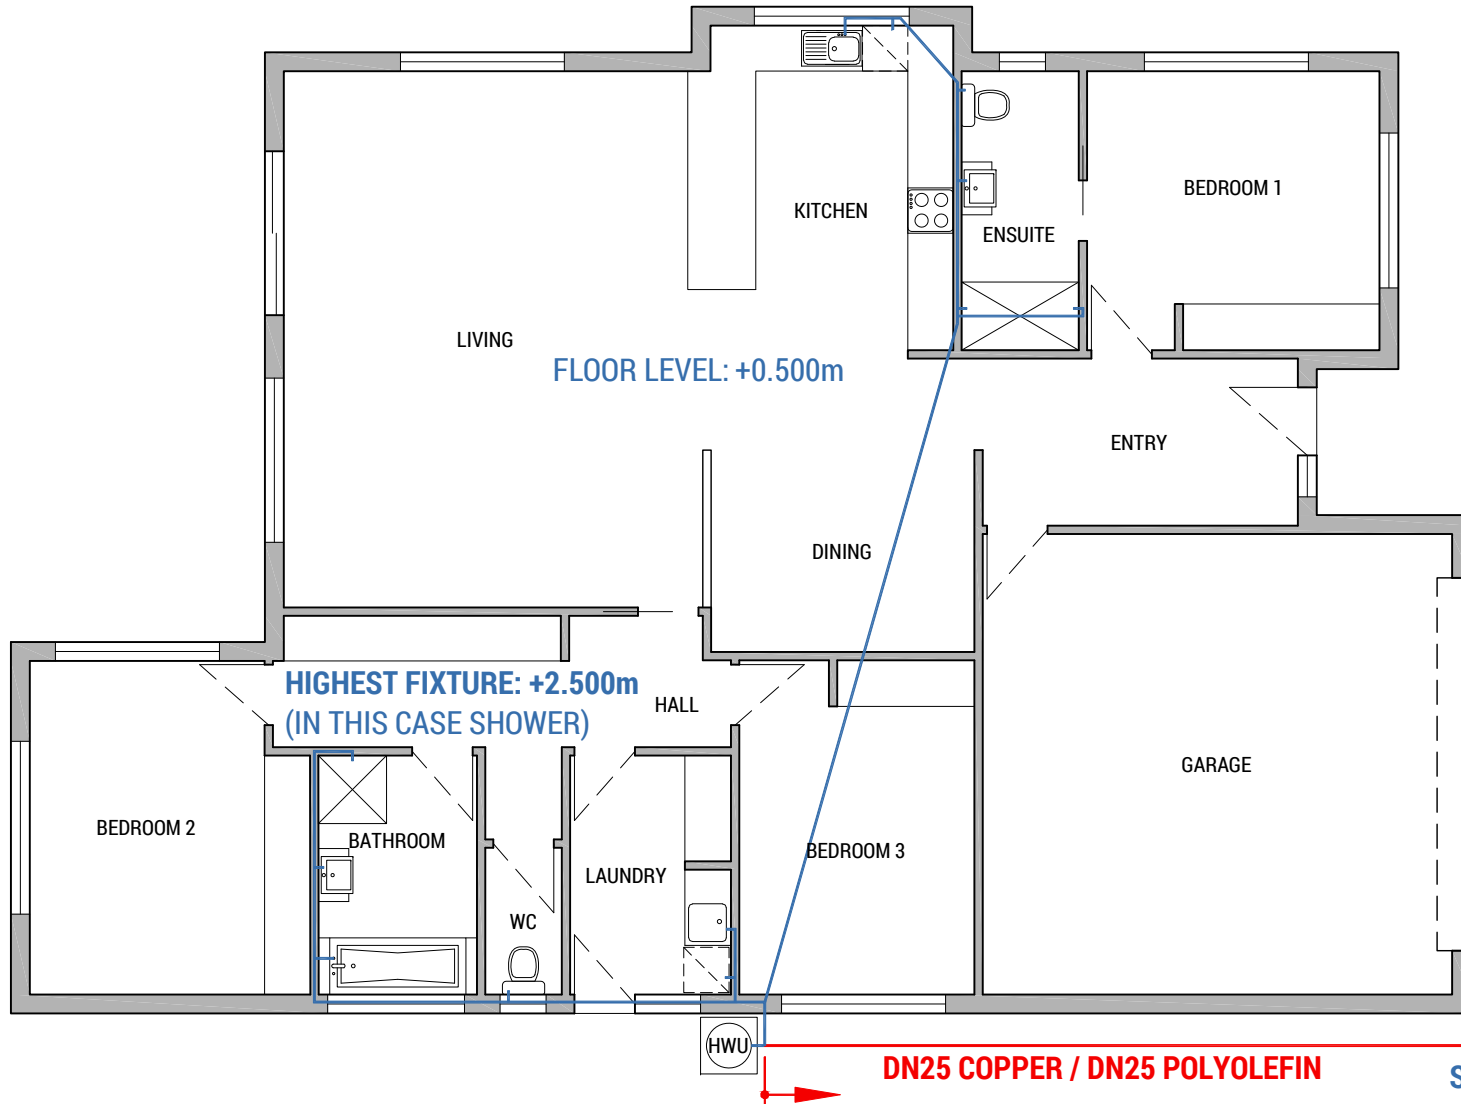 KITCHEN
BEDROOM 1
ENSUITE
LIVING
FLOOR LEVEL: +0.500m
ENTRY
DINING
HIGHEST FIXTURE: +2.500m
(IN THIS CASE SHOWER)
HALL
GARAGE
BEDROOM 2
BATHROOM
BEDROOM 3
LAUNDRY
WC
HWU
DN25 COPPER / DN25 POLYOLEFIN
S